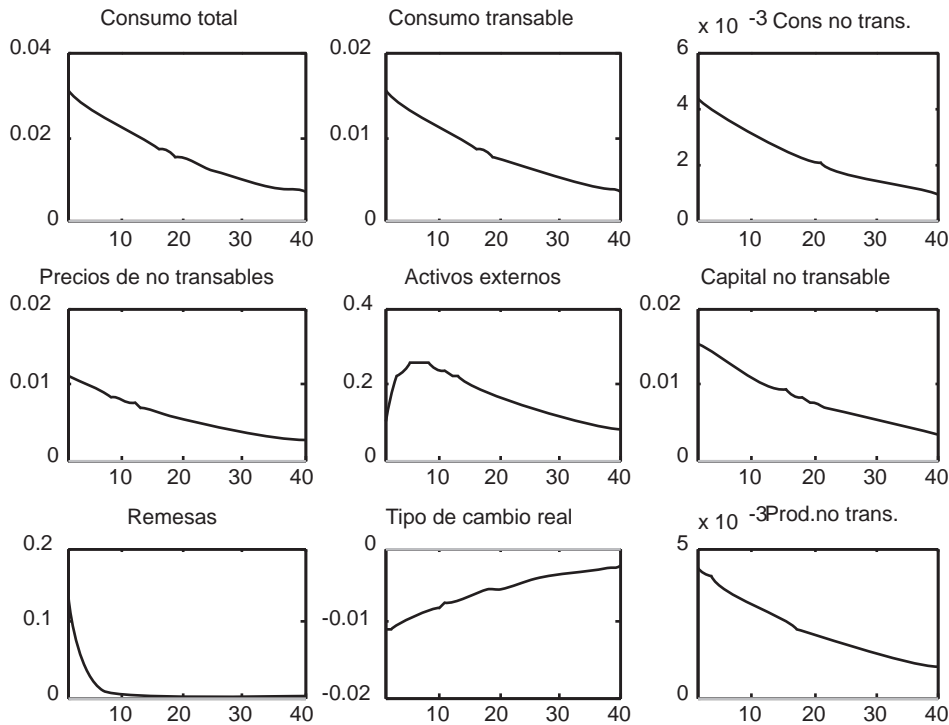 Consumo total
0.04
0.02
0
10 20 30 40
Consumo transable
0.02
0.01
0
10 20 30 40
x 10 -3 Cons no trans.
6
4
2
0
10 20 30 40
Precios de no transables
0.02
0.01
0
10 20 30 40
Activos externos
0.4
0.2
0
10 20 30 40
Capital no transable
0.02
0.01
0
10 20 30 40
Remesas
0.2
0.1
0
10 20 30 40
Tipo de cambio real
0
-0.01
-0.02
10 20 30 40
x 10 -3 Prod.no trans.
5
0
10 20 30 40